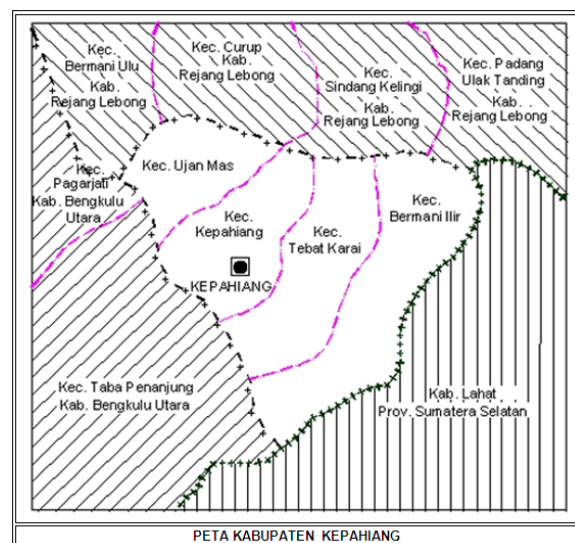 Kec.
Bermani Ulu
Kab.
Rejang Lebong
Kec. Curup
Kab.
Rejang Lebong
Kec.
Sindang Kelingi
Kab.
Rejang Lebong
Kec. Padang
Ulak Tanding
Kab.
Rejang Lebong
Kec.
Pagarjati
Kab. Bengkulu
Utara
Kec. Ujan Mas
Kec.
Kepahiang
KEPAHIANG
Kec.
Tebat Karai
Kec.
Bermani Ilir
Kec. Taba Penanjung
Kab. Bengkulu Utara
Kab. Lahat
Prov. Sumatera Selatan
PETA KABUPATEN KEPAHIANG